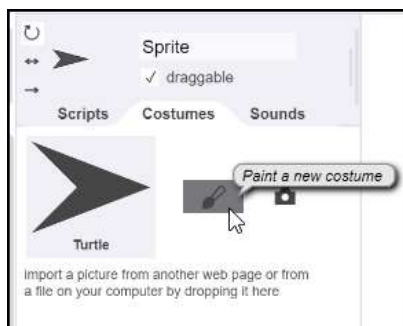 Sprite
✓ draggable
Scripts Costumes Sounds
Paint a new costume
Turtle
import a picture from another web page or from
a file on your computer by dropping it here